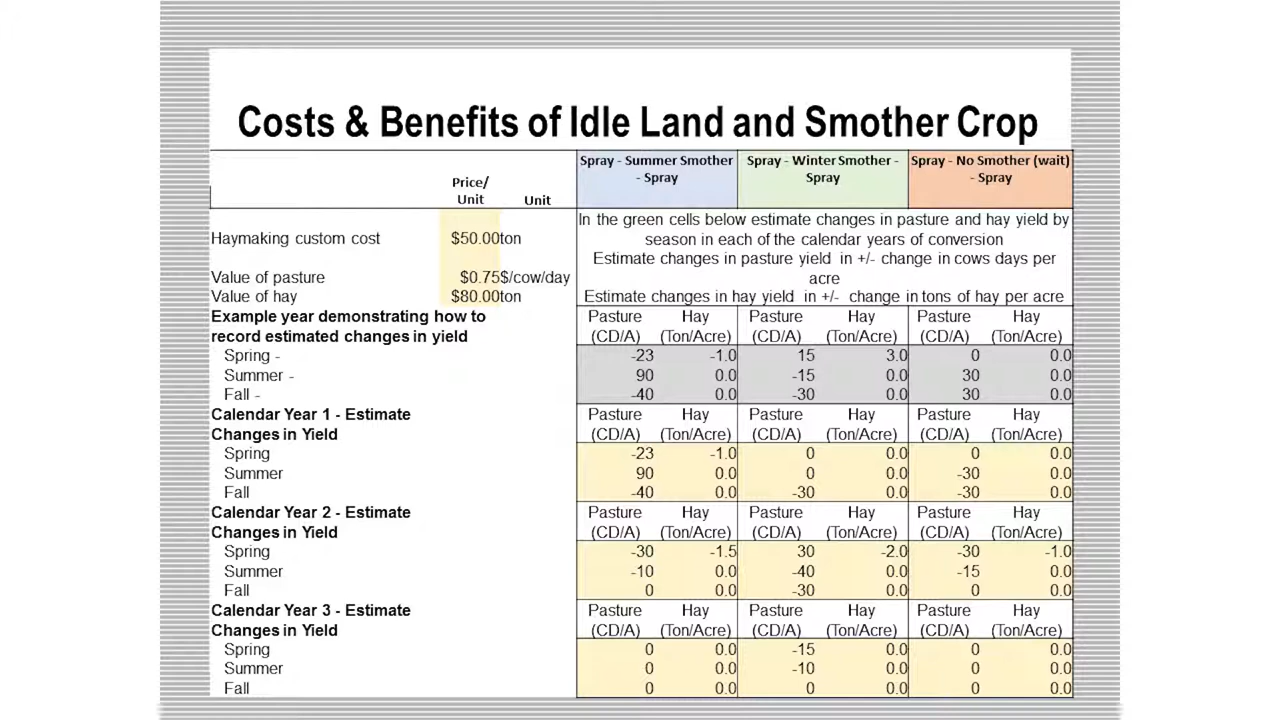 Costs & Benefits of Idle Land and Smother Crop
Price/ Unit Unit Spray - Summer Smother - Spray Spray - Winter Smother - Spray Spray - No Smother (wait) - Spray
In the green cells below estimate changes in pasture and hay yield by
Haymaking custom cost $50.00 ton season in each of the calendar years of conversion
Estimate changes in pasture yield in +/- change in cows days per
Value of pasture $0.75 $/cow/day acre
Value of hay $80.00 ton Estimate changes in hay yield in +/- change in tons of hay per acre
Example year demonstrating how to Pasture Hay Pasture Hay Pasture Hay
record estimated changes in yield (CD/A) (Ton/Acre) (CD/A) (Ton/Acre) (CD/A) (Ton/Acre)
Spring - -23 -1.0 15 3.0 0 0.0
Summer - 90 0.0 -15 0.0 30 0.0
Fall - -40 0.0 -30 0.0 30 0.0
Calendar Year 1 - Estimate Pasture Hay Pasture Hay Pasture Hay
Changes in Yield (CD/A) (Ton/Acre) (CD/A) (Ton/Acre) (CD/A) (Ton/Acre)
Spring -23 -1.0 0 0.0 0 0.0
Summer 90 0.0 0 0.0 -30 0.0
Fall -40 0.0 -30 0.0 -30 0.0
Calendar Year 2 - Estimate Pasture Hay Pasture Hay Pasture Hay
Changes in Yield (CD/A) (Ton/Acre) (CD/A) (Ton/Acre) (CD/A) (Ton/Acre)
Spring -30 -1.5 30 -2.0 -30 -1.0
Summer -10 0.0 -40 0.0 -15 0.0
Fall 0 0.0 -30 0.0 0 0.0
Calendar Year 3 - Estimate Pasture Hay Pasture Hay Pasture Hay
Changes in Yield (CD/A) (Ton/Acre) (CD/A) (Ton/Acre) (CD/A) (Ton/Acre)
Spring 0 0.0 -15 0.0 0 0.0
Summer 0 0.0 -10 0.0 0 0.0
Fall 0 0.0 0 0.0 0 0.0